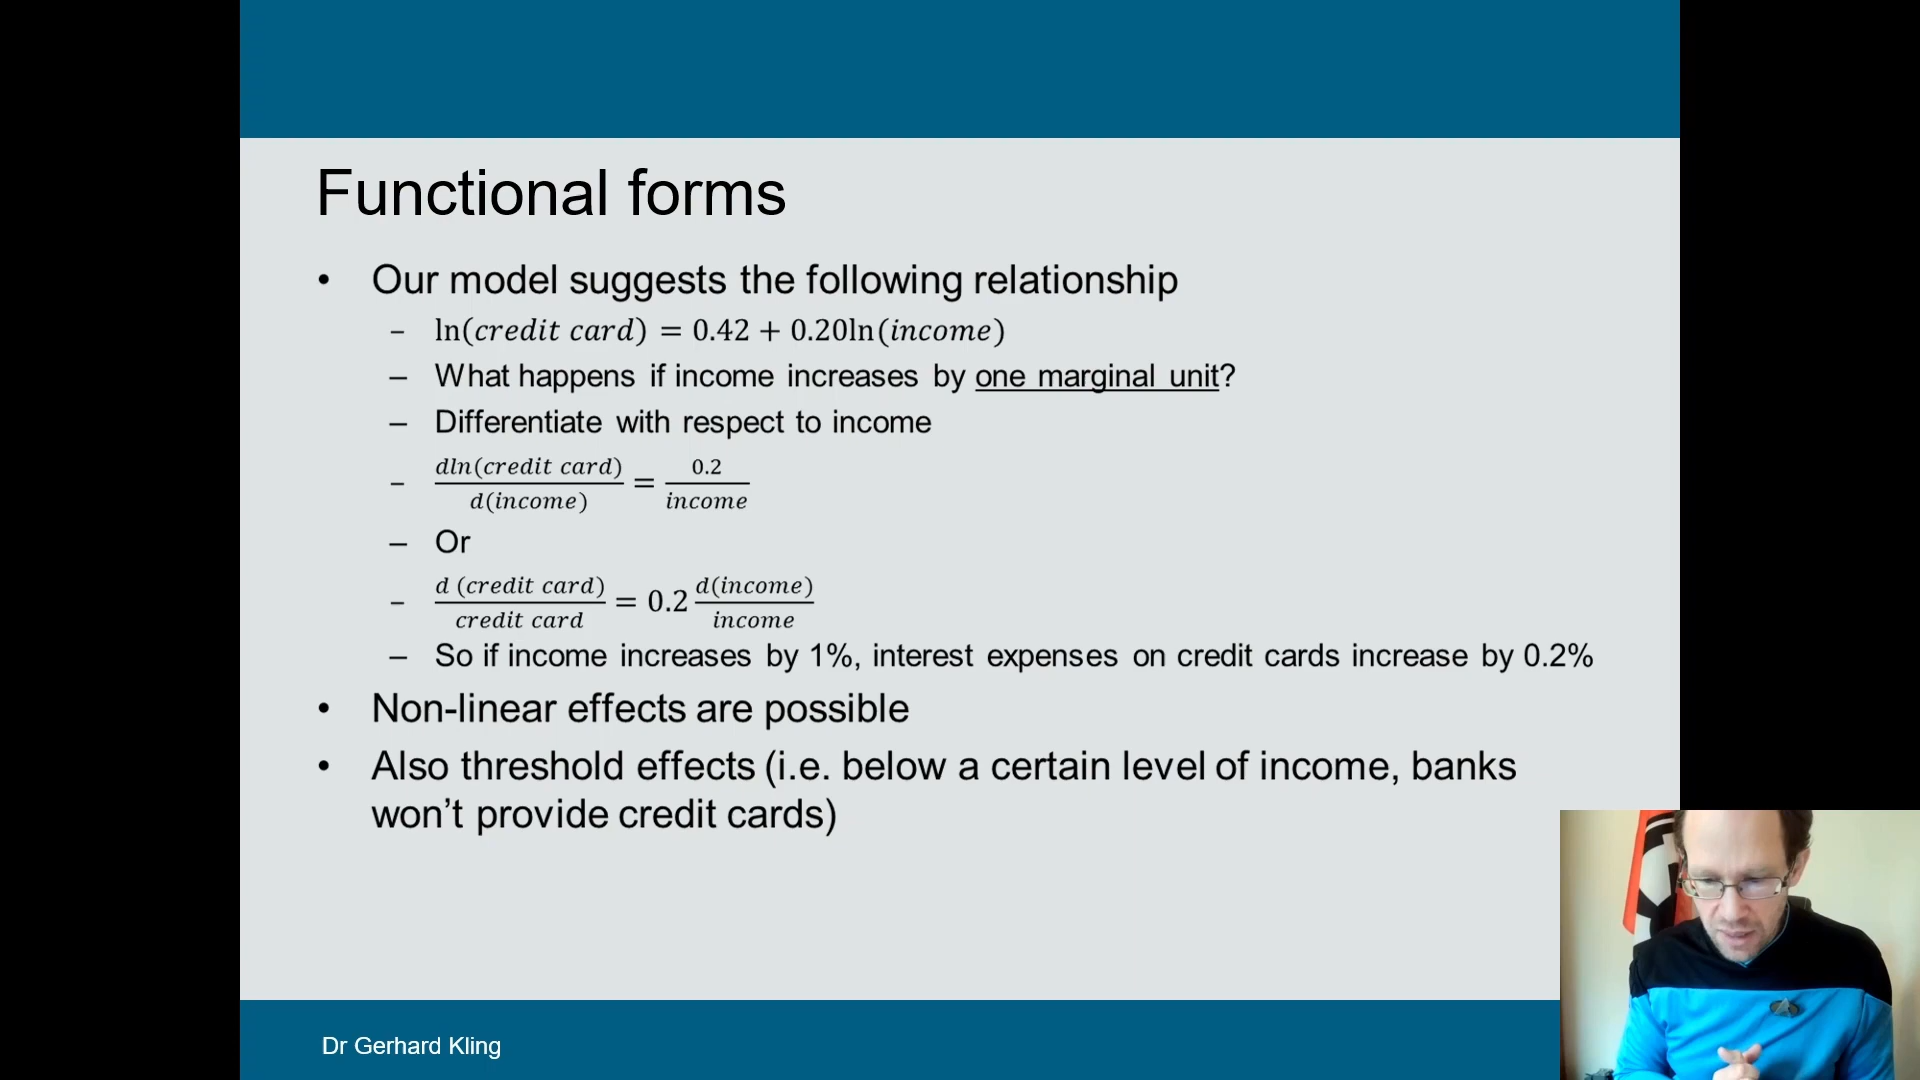 Functional forms
• Our model suggests the following relationship
– ln(credit card) = 0.42 + 0.20ln(income)
– What happens if income increases by one marginal unit?
– Differentiate with respect to income
– dln(credit card)/d(income) = 0.2/income
– Or
– d (credit card)/credit card = 0.2 d(income)/income
– So if income increases by 1%, interest expenses on credit cards increase by 0.2%
• Non-linear effects are possible
• Also threshold effects (i.e. below a certain level of income, banks
won’t provide credit cards)
Dr Gerhard Kling